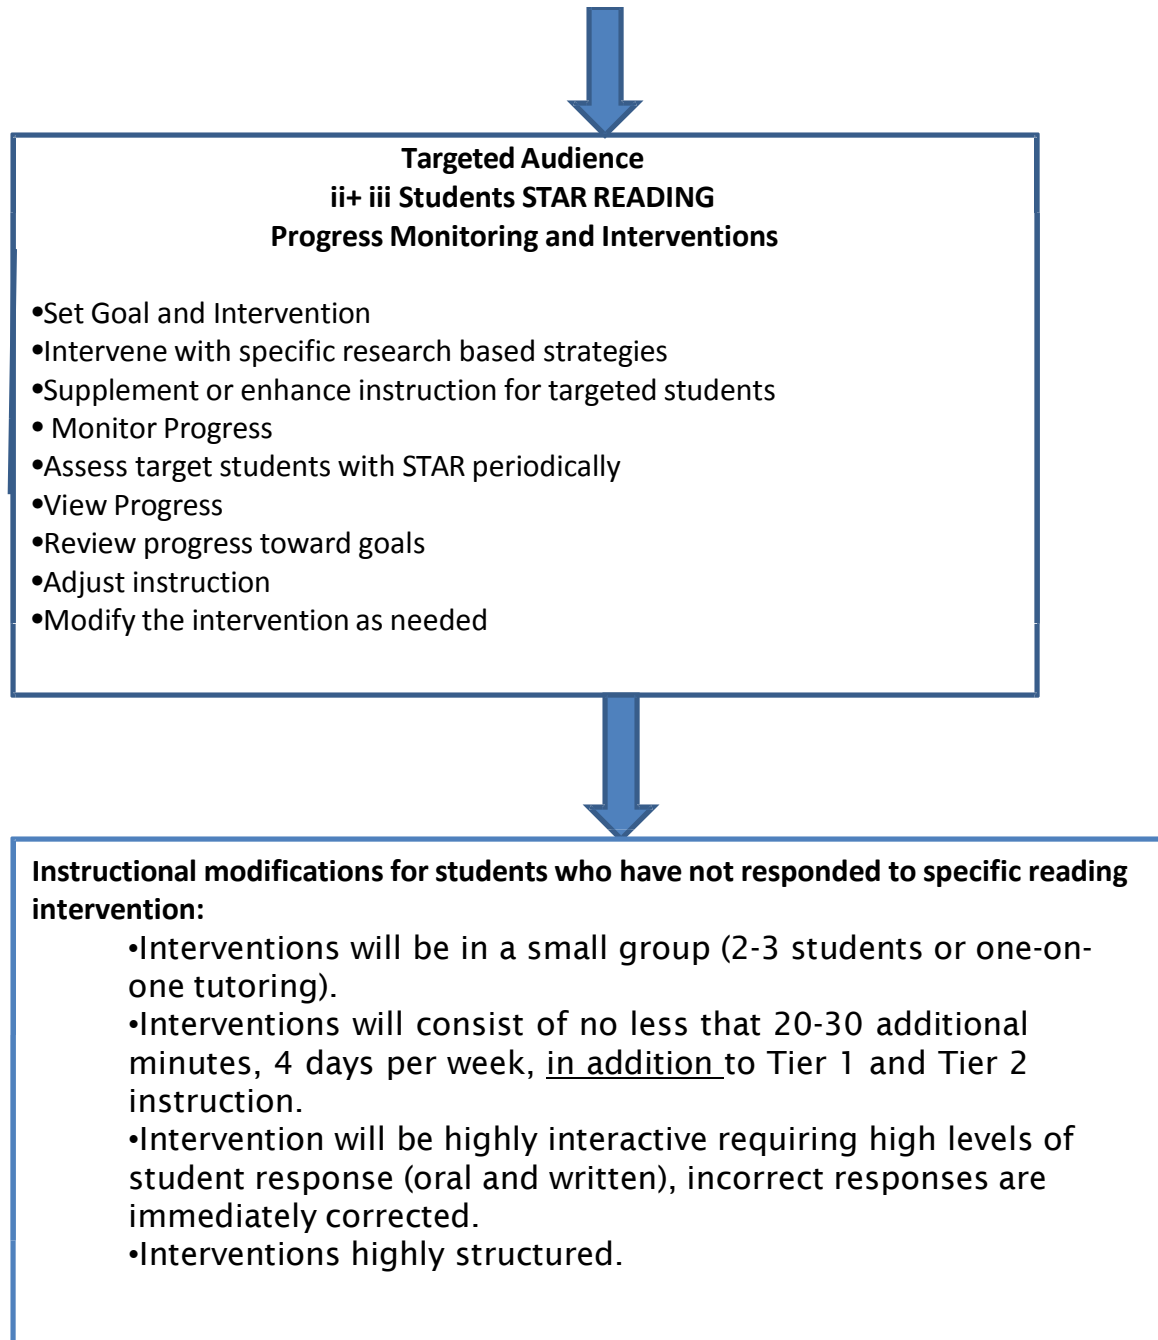 Targeted Audience
ii+ iii Students STAR READING
Progress Monitoring and Interventions
•Set Goal and Intervention
•Intervene with specific research based strategies
•Supplement or enhance instruction for targeted students
• Monitor Progress
•Assess target students with STAR periodically
•View Progress
•Review progress toward goals
•Adjust instruction
•Modify the intervention as needed
Instructional modifications for students who have not responded to specific reading
intervention:
•Interventions will be in a small group (2-3 students or one-on-
one tutoring).
•Interventions will consist of no less that 20-30 additional
minutes, 4 days per week, in addition to Tier 1 and Tier 2
instruction.
•Intervention will be highly interactive requiring high levels of
student response (oral and written), incorrect responses are
immediately corrected.
•Interventions highly structured.